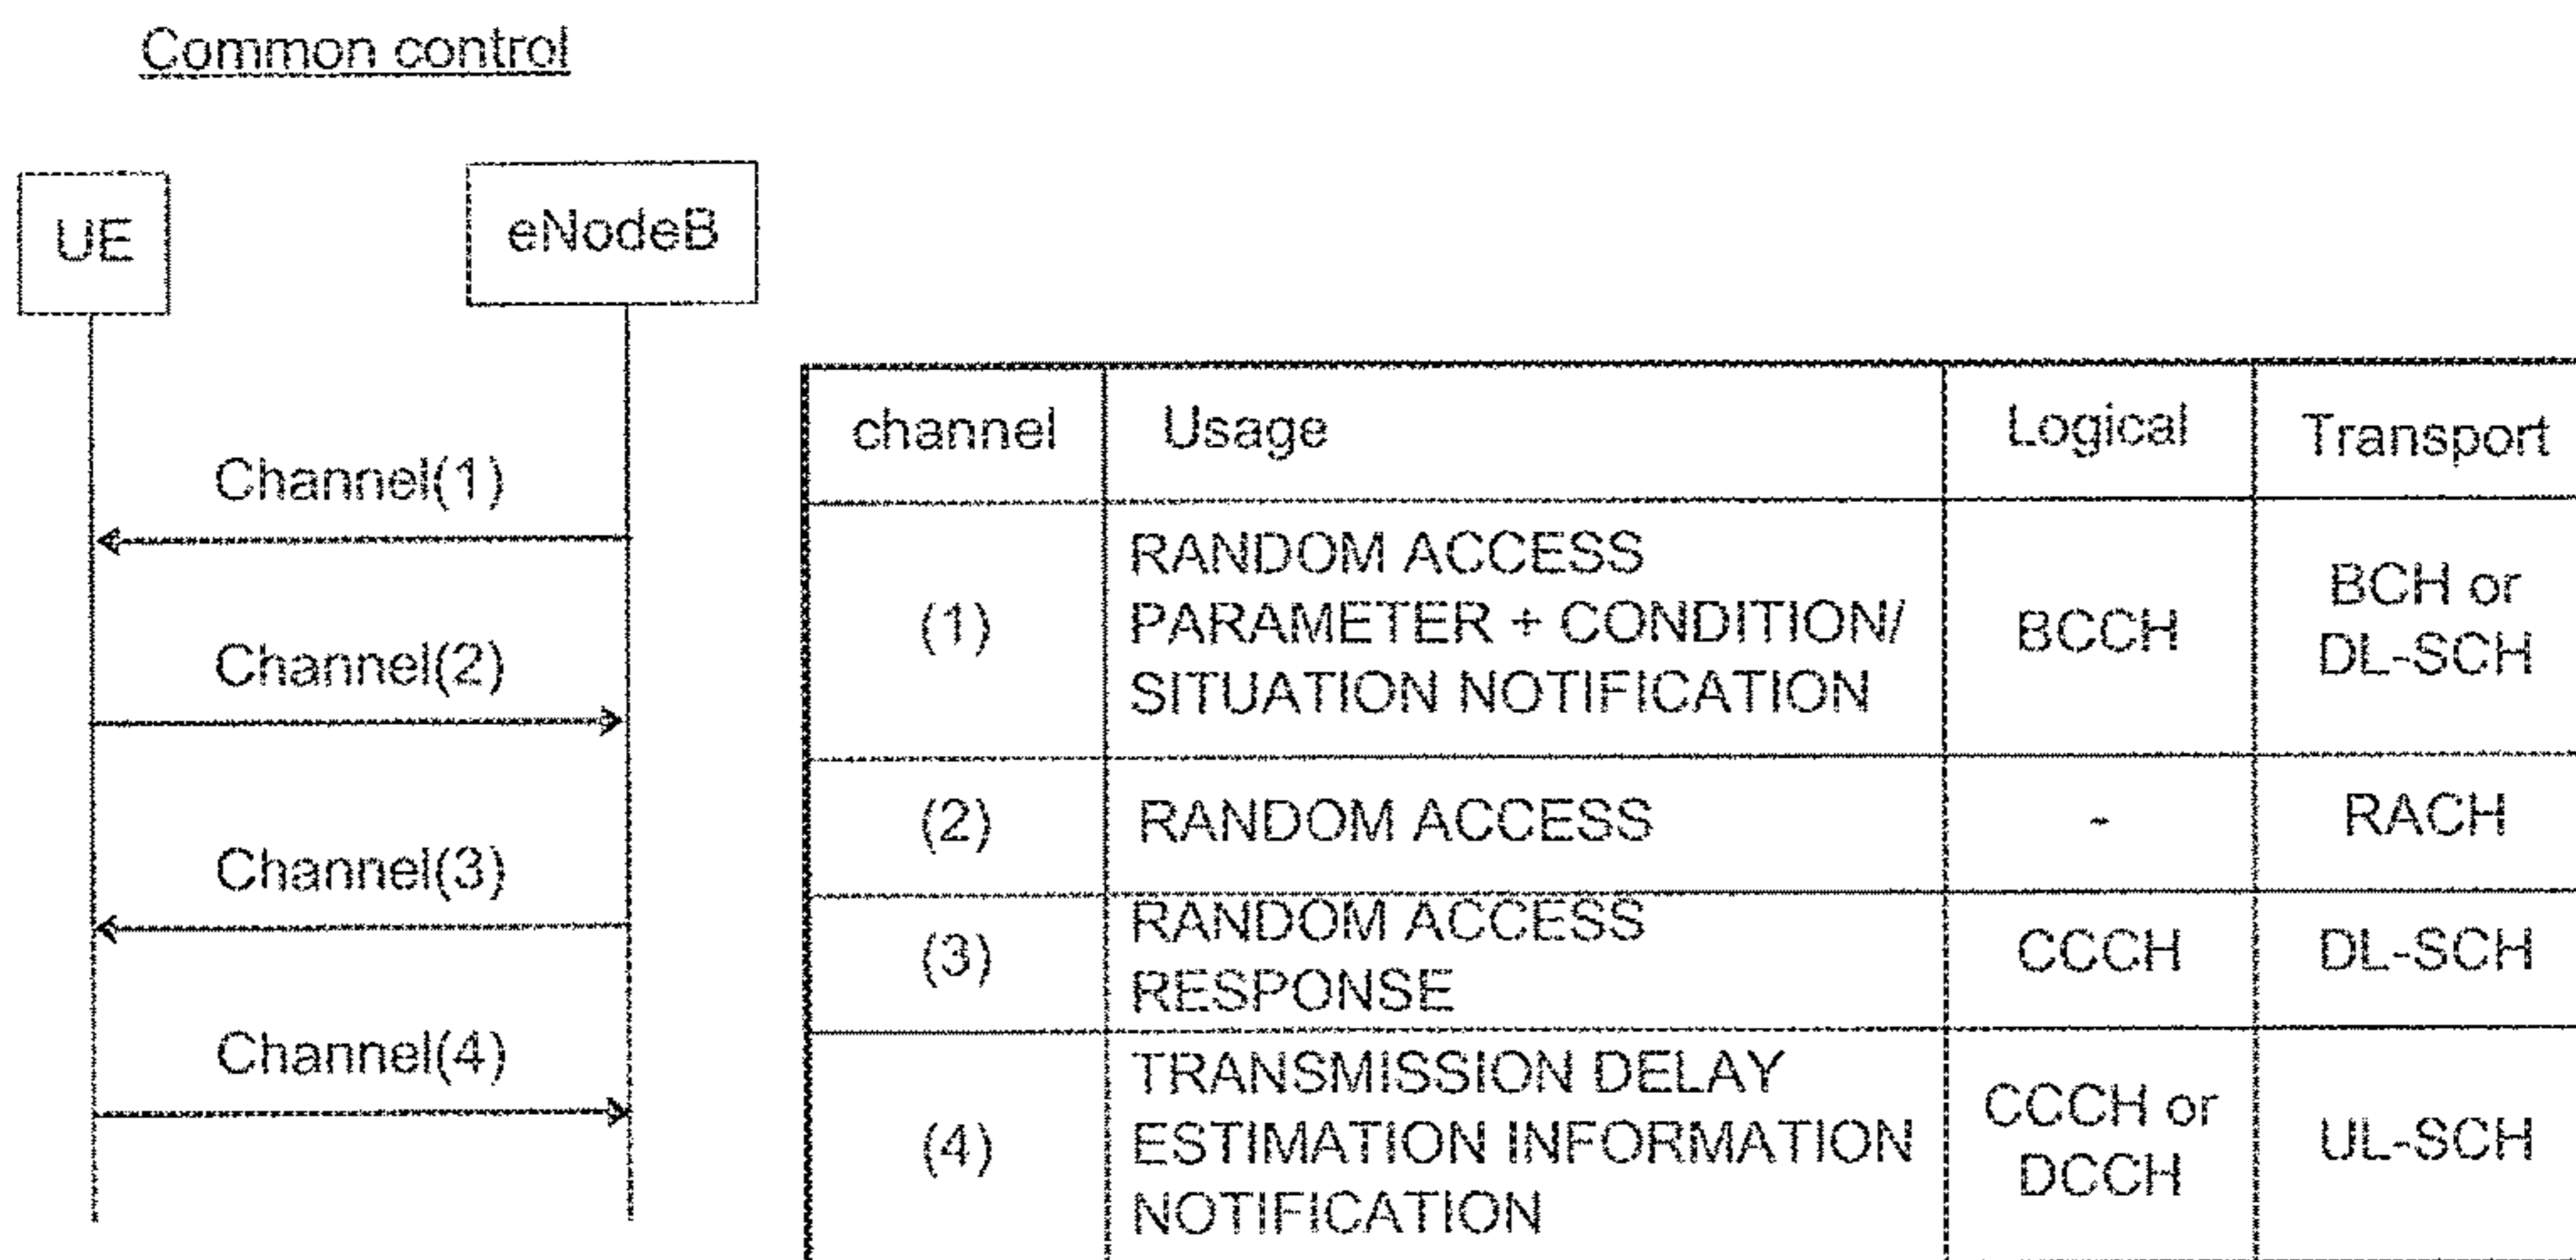 Common control
UE
eNodeB
Channel(1)
Channel(2)
Channel(3)
Channel(4)
channel Usage Logical Transport
(1) RANDOM ACCESS PARAMETER + CONDITION/ SITUATION NOTIFICATION BCCH BCH or DL-SCH
(2) RANDOM ACCESS - RACH
(3) RANDOM ACCESS RESPONSE CCCH DL-SCH
(4) TRANSMISSION DELAY ESTIMATION INFORMATION NOTIFICATION CCCH or DCCH UL-SCH